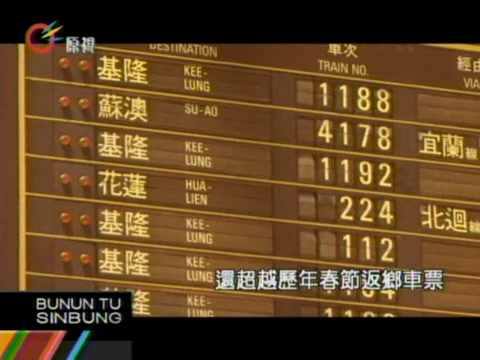 原視
DESTINATION 車次 經由
TRAIN NO. VIA
基隆 KEE-LUNG 1188
蘇澳 SU-AO 4178 宜蘭線
基隆 KEE-LUNG 1192
花蓮 HUA-LIEN 224 北迴線
基隆 KEE-LUNG 112
基隆 KEE-LUNG
還超越歷年春節返鄉車票
隆 KEE-LUNG
BUNUN TU
SINBUNG